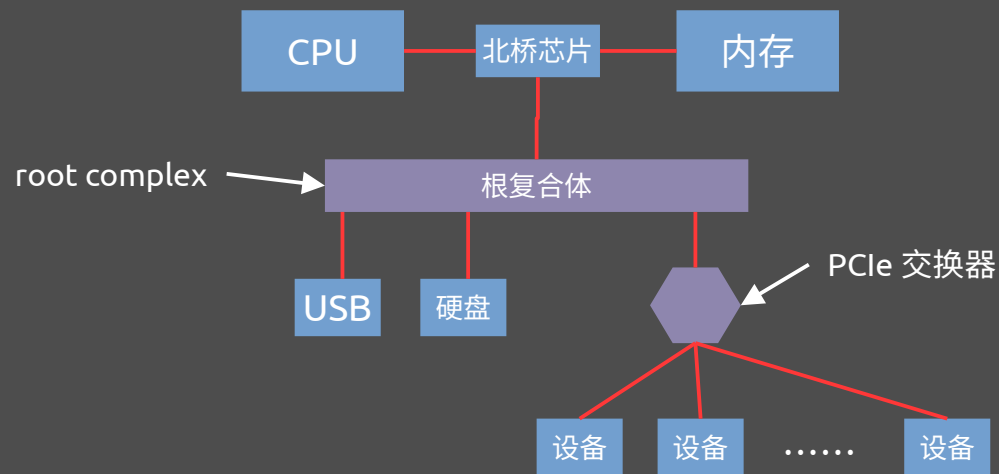 CPU
北桥芯片
内存
root complex
根复合体
PCIe 交换器
USB
硬盘
设备
设备
......
设备